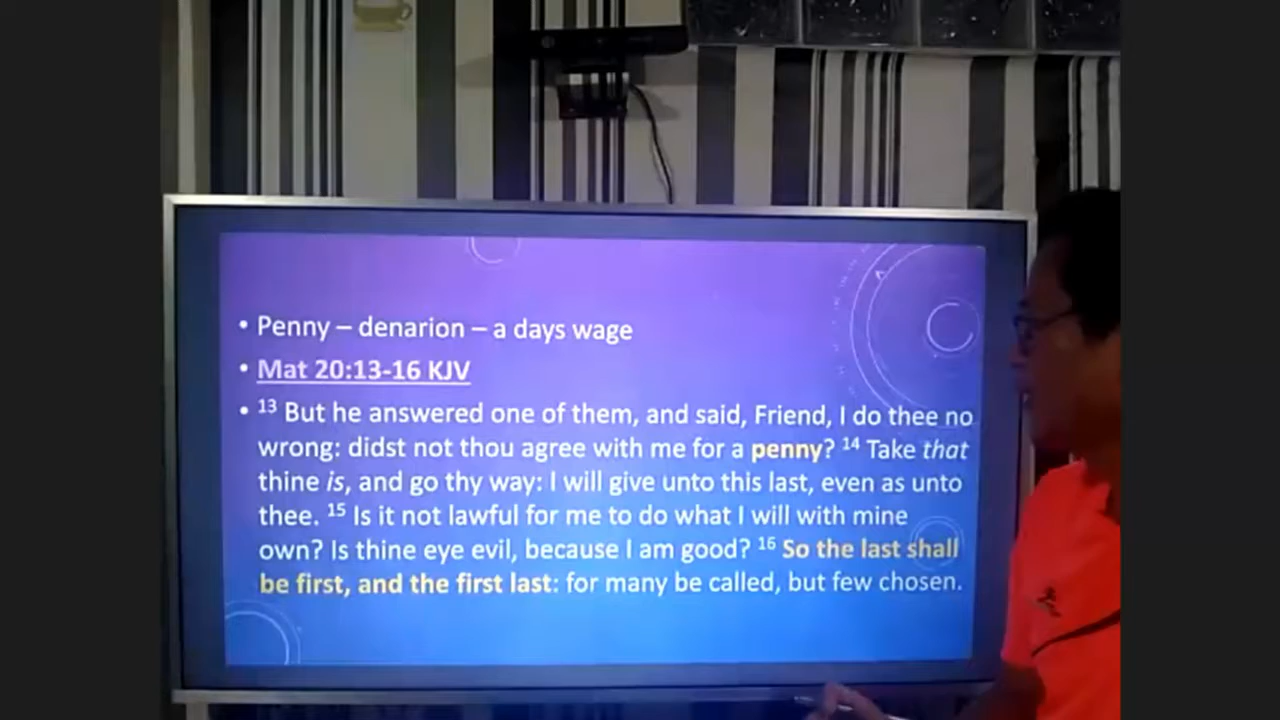 • Penny – denarion – a days wage
• Mat 20:13-16 KJV
• ¹³ But he answered one of them, and said, Friend, I do thee no
wrong: didst not thou agree with me for a penny? ¹⁴ Take that
thine is, and go thy way: I will give unto this last, even as unto
thee. ¹⁵ Is it not lawful for me to do what I will with mine
own? Is thine eye evil, because I am good? ¹⁶ So the last shall
be first, and the first last: for many be called, but few chosen.